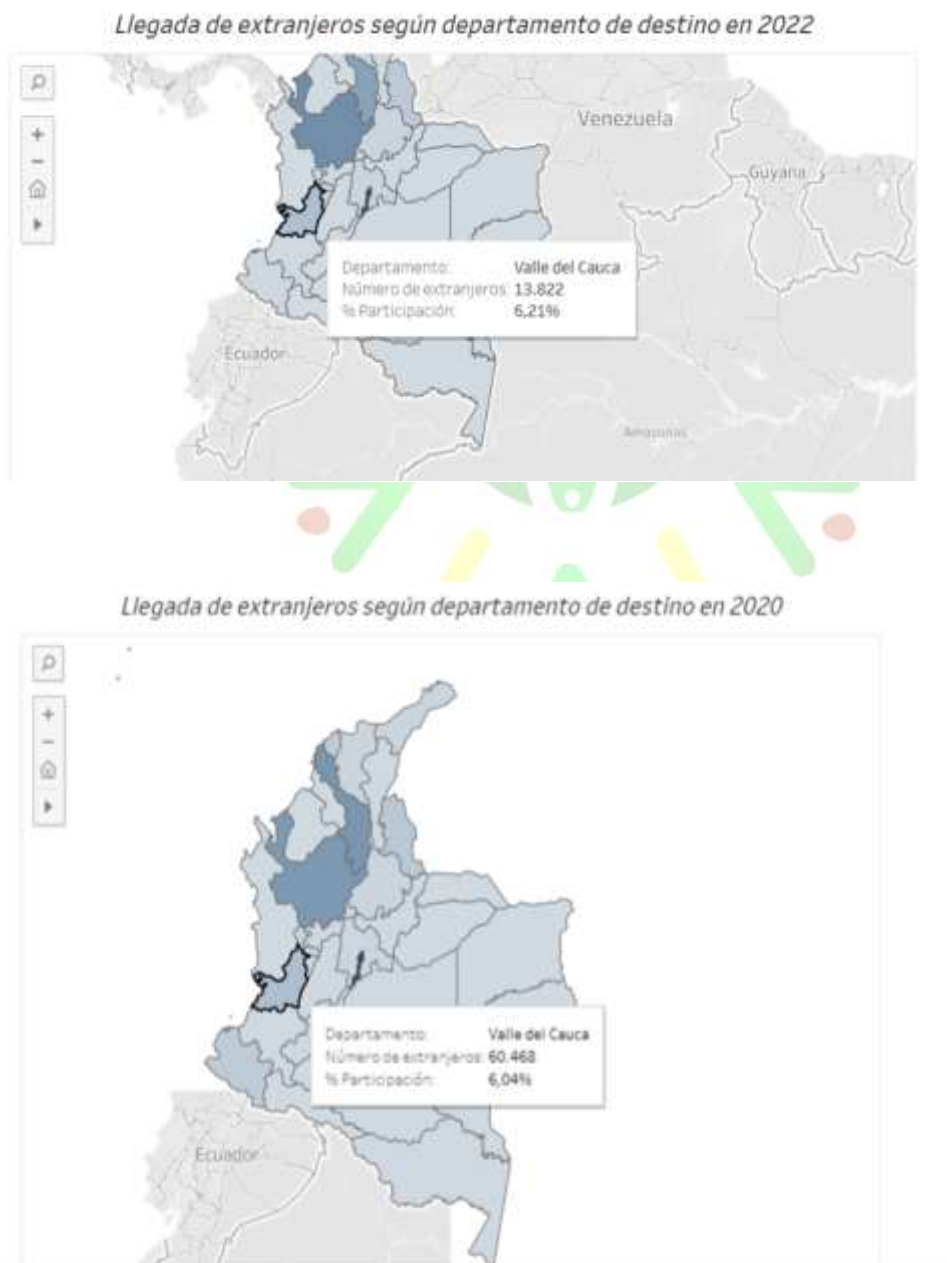 Llegada de extranjeros según departamento de destino en 2022
Venezuela
Guyana
Departamento: Valle del Cauca
Número de extranjeros: 13.822
% Participación: 6,21%
Ecuador
Amazonas
Llegada de extranjeros según departamento de destino en 2020
Departamento: Valle del Cauca
Número de extranjeros: 60.468
% Participación: 6,04%
Ecuador